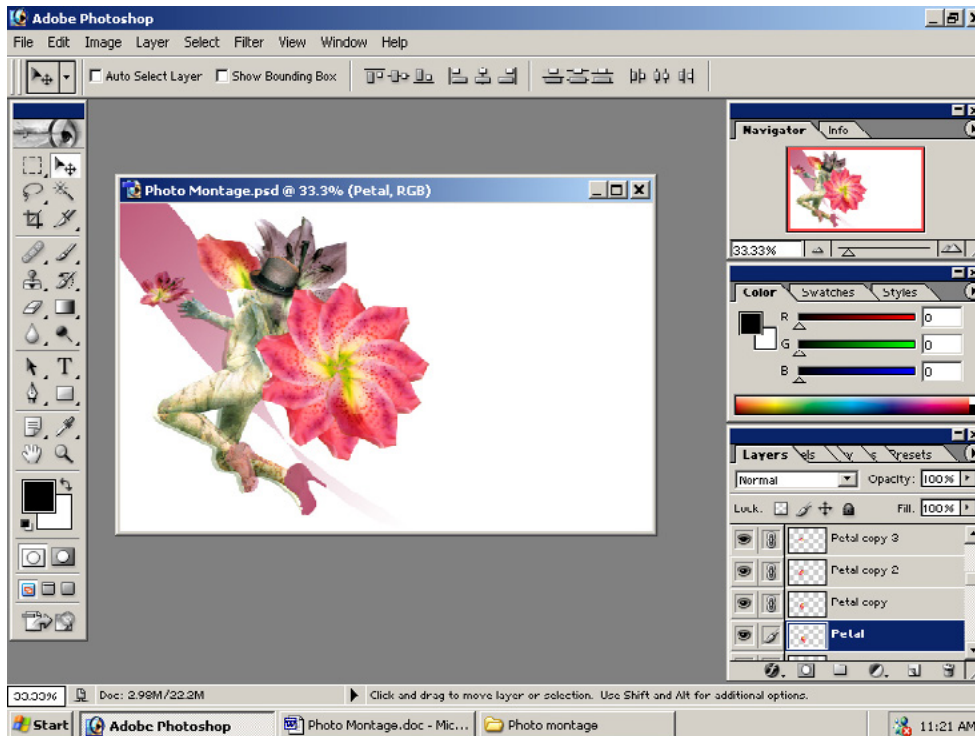 Adobe Photoshop
File Edit Image Layer Select Filter View Window Help
Auto Select Layer Show Bounding Box
Navigator Info
Photo Montage.psd @ 33.3% (Petal, RGB)
33.33%
Color Swatches Styles
R 0
G 0
B 0
T
Layers els Presets
Normal Opacity: 100%
Lock: Fill: 100%
Petal copy 3
Petal copy 2
Petal copy
Petal
33.33% Doc: 2.98M/22.2M Click and drag to move layer or selection. Use Shift and Alt for additional options.
Start Adobe Photoshop Photo Montage.doc - Mic... Photo montage 11:21 AM